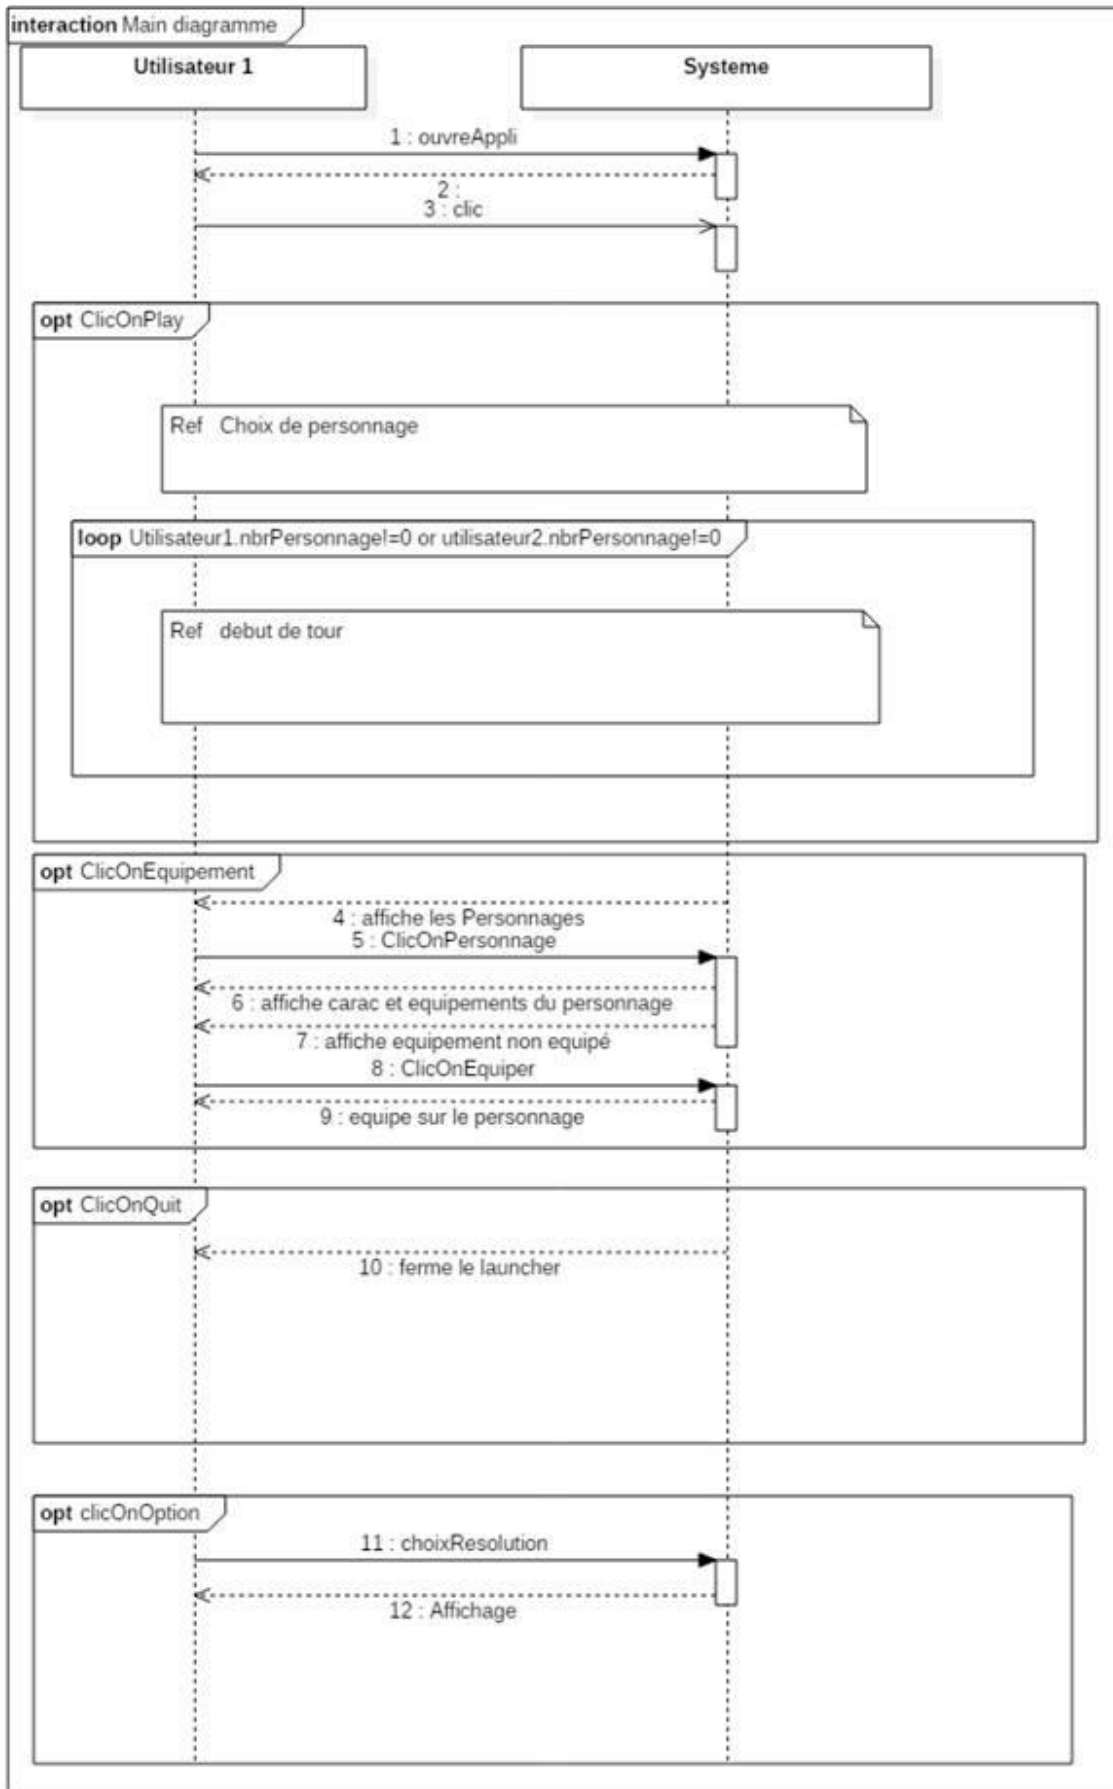 interaction Main diagramme
Utilisateur 1
Systeme
1 : ouvreAppli
2 :
3 : clic
opt ClicOnPlay
Ref Choix de personnage
loop Utilisateur1.nbrPersonnage!=0 or utilisateur2.nbrPersonnage!=0
Ref debut de tour
opt ClicOnEquipement
4 : affiche les Personnages
5 : ClicOnPersonnage
6 : affiche carac et equipements du personnage
7 : affiche equipement non equipé
8 : ClicOnEquiper
9 : equipe sur le personnage
opt ClicOnQuit
10 : ferme le launcher
opt clicOnOption
11 : choixResolution
12 : Affichage